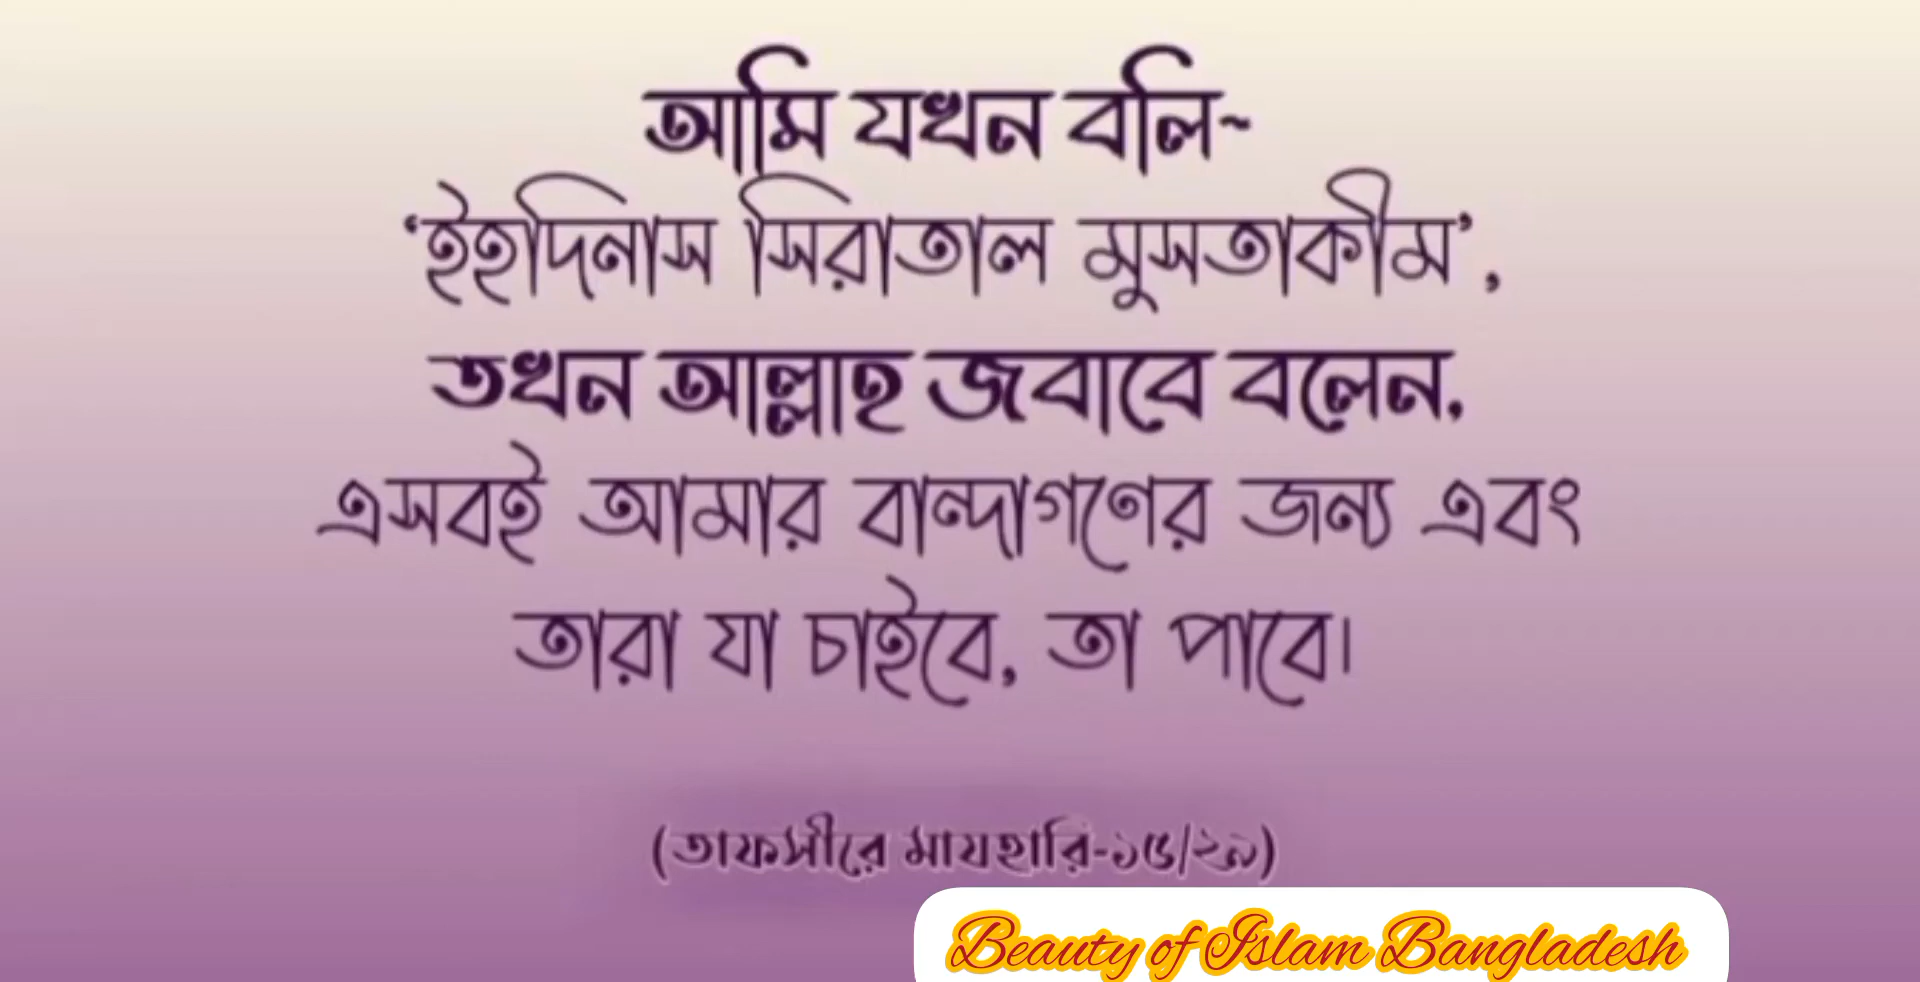 আমি যখন বলি~
‘ইহদিনাস সিরাতাল মুসতাকীম’,
তখন আল্লাহ জবাবে বলেন,
এসবই আমার বান্দাগণের জন্য এবং
তারা যা চাইবে, তা পাবে।
(তাফসীরে মাযহারি-১৫/২৯)
Beauty of Islam Bangladesh